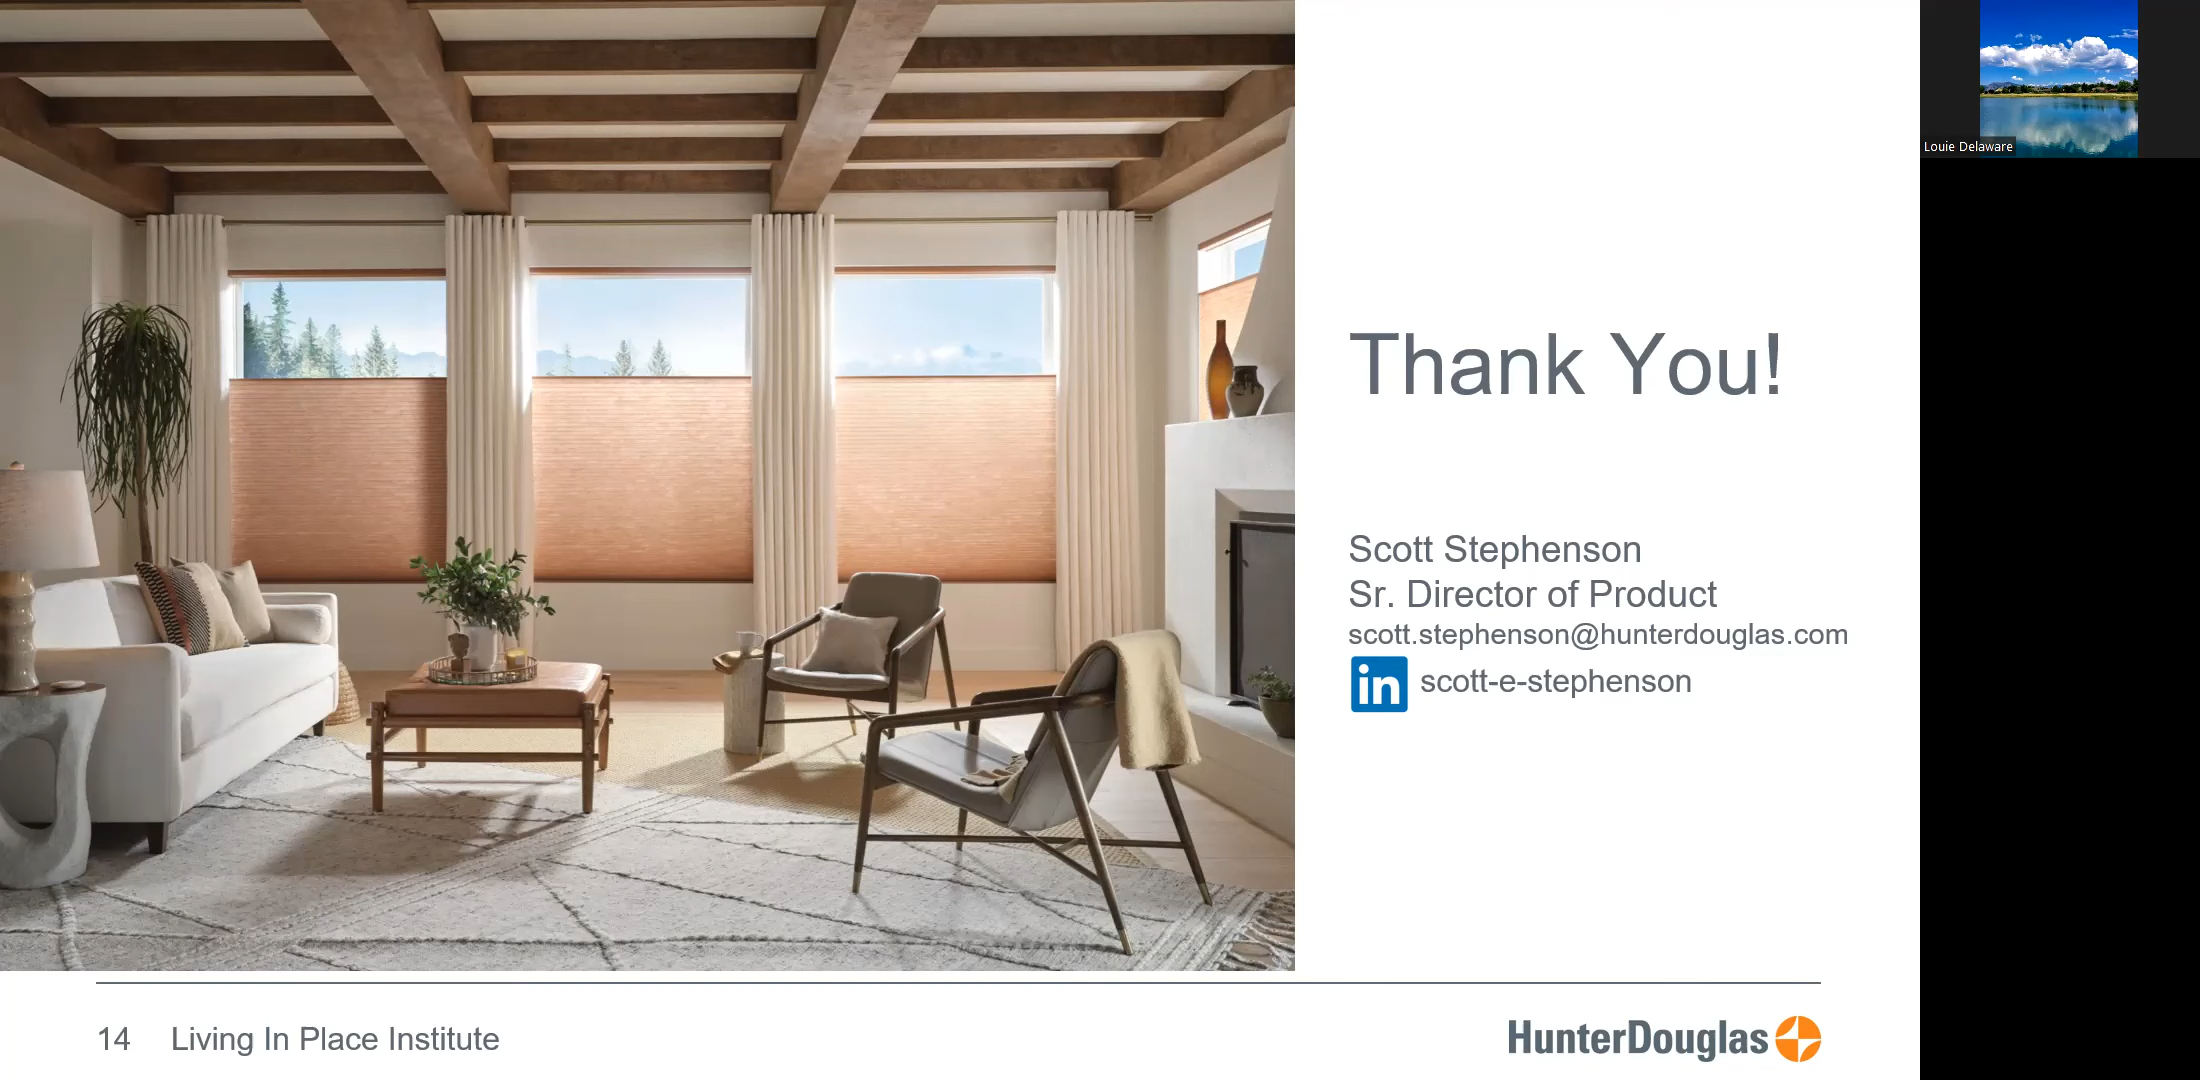 Thank You!
Scott Stephenson
Sr. Director of Product
scott.stephenson@hunterdouglas.com
in scott-e-stephenson
14 Living In Place Institute
HunterDouglas
Louie Delaware